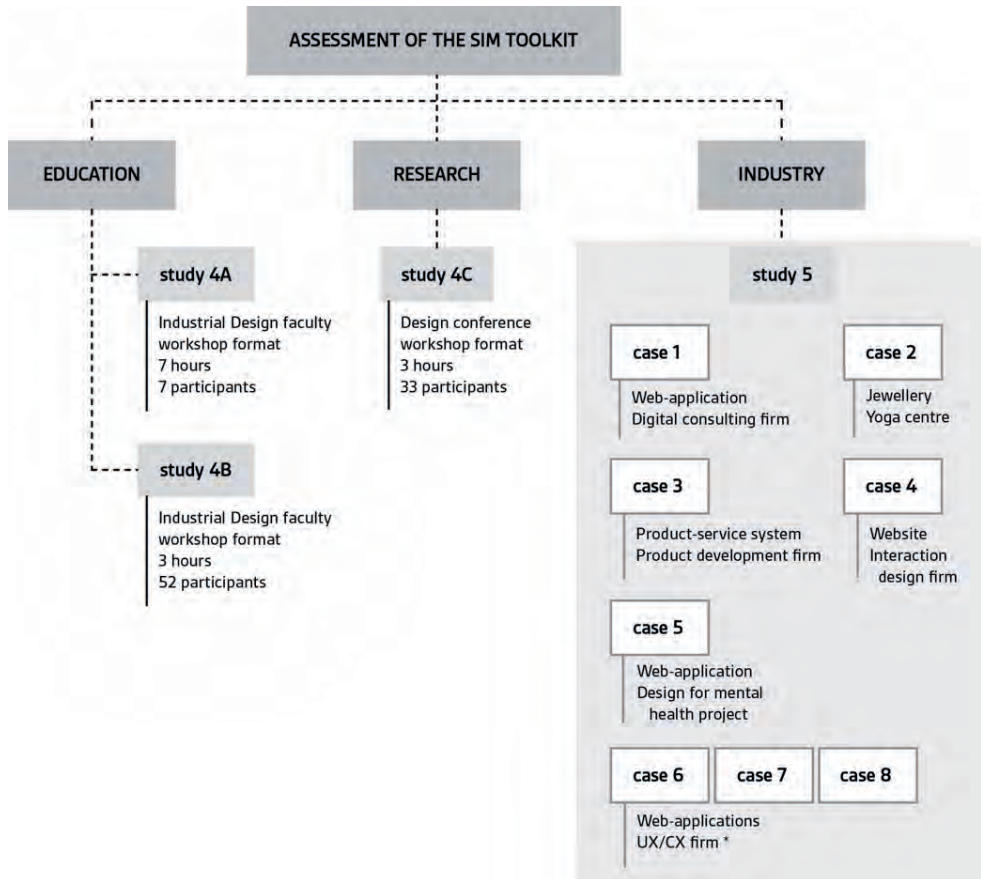 ASSESSMENT OF THE SIM TOOLKIT
EDUCATION
RESEARCH
INDUSTRY
study 4A
Industrial Design faculty
workshop format
7 hours
7 participants
study 4B
Industrial Design faculty
workshop format
3 hours
52 participants
study 4C
Design conference
workshop format
3 hours
33 participants
study 5
case 1
Web-application
Digital consulting firm
case 2
Jewellery
Yoga centre
case 3
Product-service system
Product development firm
case 4
Website
Interaction
design firm
case 5
Web-application
Design for mental
health project
case 6
case 7
case 8
Web-applications
UX/CX firm *